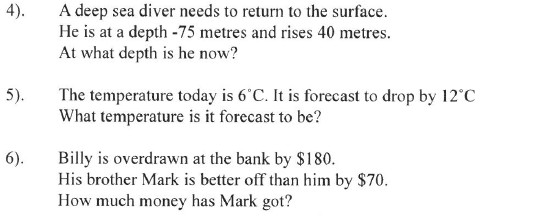 4). A deep sea diver needs to return to the surface.
He is at a depth -75 metres and rises 40 metres.
At what depth is he now?
5). The temperature today is 6°C. It is forecast to drop by 12°C
What temperature is it forecast to be?
6). Billy is overdrawn at the bank by $180.
His brother Mark is better off than him by $70.
How much money has Mark got?